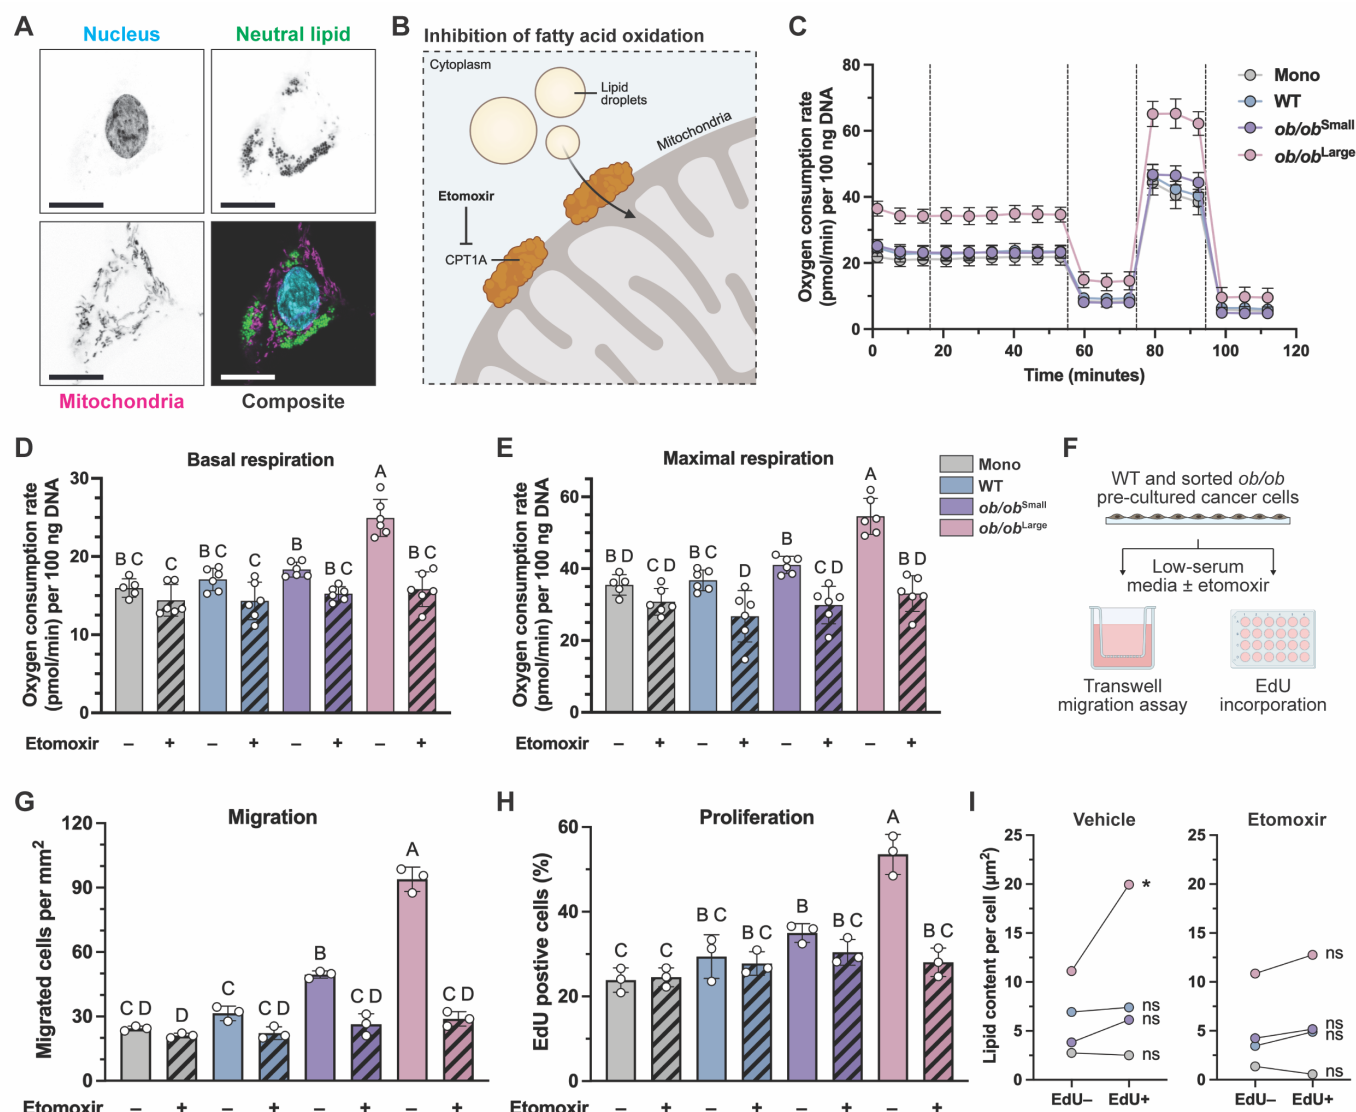 A
Nucleus
Neutral lipid
Mitochondria
Composite
B
Inhibition of fatty acid oxidation
Cytoplasm
Lipid
droplets
Mitochondria
Etomoxir
CPT1A
C
Oxygen consumption rate
(pmol/min) per 100 ng DNA
80
60
40
20
0
0 20 40 60 80 100 120
Time (minutes)
Mono
WT
ob/obSmall
ob/obLarge
D
Basal respiration
Oxygen consumption rate
(pmol/min) per 100 ng DNA
30
20
10
0
B C C B C C B B C A B C
Etomoxir – + – + – + – +
E
Maximal respiration
Oxygen consumption rate
(pmol/min) per 100 ng DNA
60
40
20
0
B D C D B C D B C D A B D
Etomoxir – + – + – + – +
Mono
WT
ob/obSmall
ob/obLarge
F
WT and sorted ob/ob
pre-cultured cancer cells
Low-serum
media ± etomoxir
Transwell
migration assay
EdU
incorporation
G
Migration
Migrated cells per mm2
120
90
60
30
0
C D D C C D B C D A C D
Etomoxir – + – + – + – +
H
Proliferation
EdU postive cells (%)
60
40
20
0
C C B C B C B B C A B C
Etomoxir – + – + – + – +
I
Vehicle
Lipid content per cell (µm2)
25
20
15
10
5
0
*
ns
ns
ns
EdU– EdU+
Etomoxir
25
20
15
10
5
0
ns
ns
ns
ns
EdU– EdU+